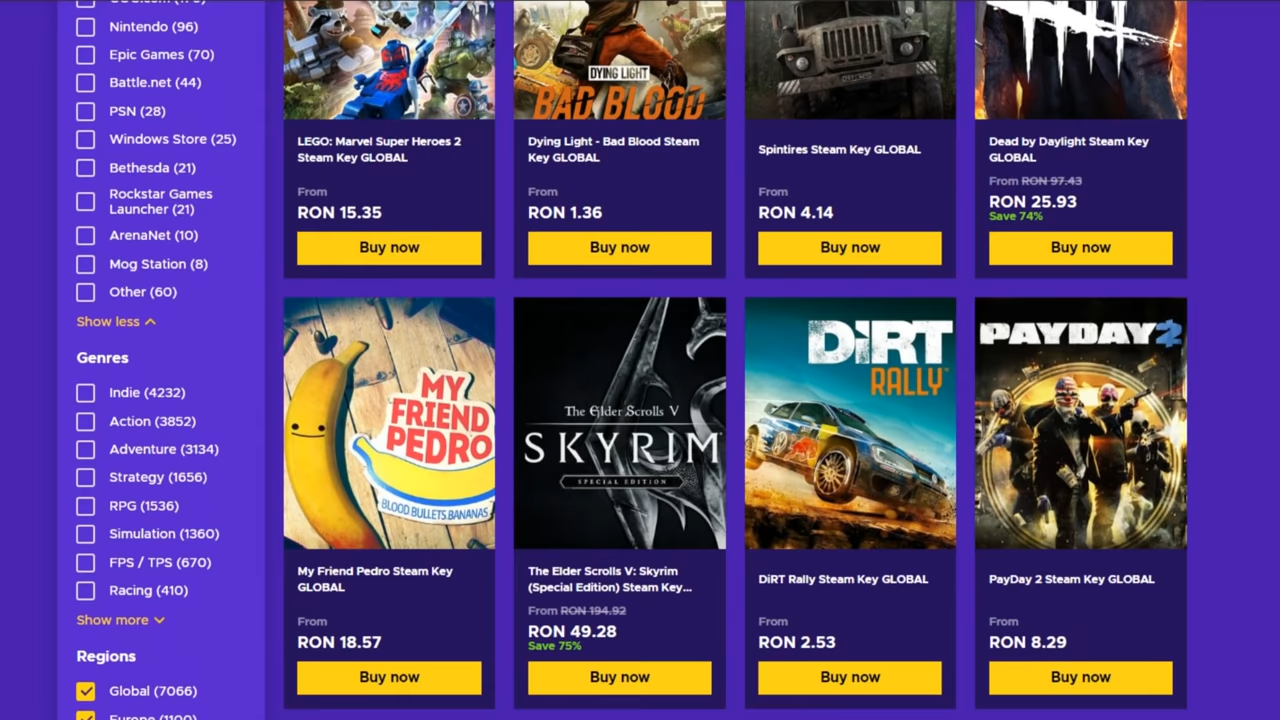 Nintendo (96)
Epic Games (70)
Battle.net (44)
PSN (28)
Windows Store (25)
Bethesda (21)
Rockstar Games
Launcher (21)
ArenaNet (10)
Mog Station (8)
Other (60)
Show less
Genres
Indie (4232)
Action (3852)
Adventure (3134)
Strategy (1656)
RPG (1536)
Simulation (1360)
FPS / TPS (670)
Racing (410)
Show more
Regions
Global (7066)
Europe (1100)
LEGO: Marvel Super Heroes 2
Steam Key GLOBAL
From
RON 15.35
Buy now
DYING LIGHT
BAD BLOOD
Dying Light - Bad Blood Steam
Key GLOBAL
From
RON 1.36
Buy now
Spintires Steam Key GLOBAL
From
RON 4.14
Buy now
Dead by Daylight Steam Key
GLOBAL
From RON 97.43
RON 25.93
Save 74%
Buy now
MY
FRIEND
PEDRO
BLOOD BULLETS BANANAS
My Friend Pedro Steam Key
GLOBAL
From
RON 18.57
Buy now
The Elder Scrolls V
SKYRIM
SPECIAL EDITION
The Elder Scrolls V: Skyrim
(Special Edition) Steam Key...
From RON 194.92
RON 49.28
Save 75%
Buy now
DiRT
RALLY
DiRT Rally Steam Key GLOBAL
From
RON 2.53
Buy now
PAYDAY 2
PayDay 2 Steam Key GLOBAL
From
RON 8.29
Buy now